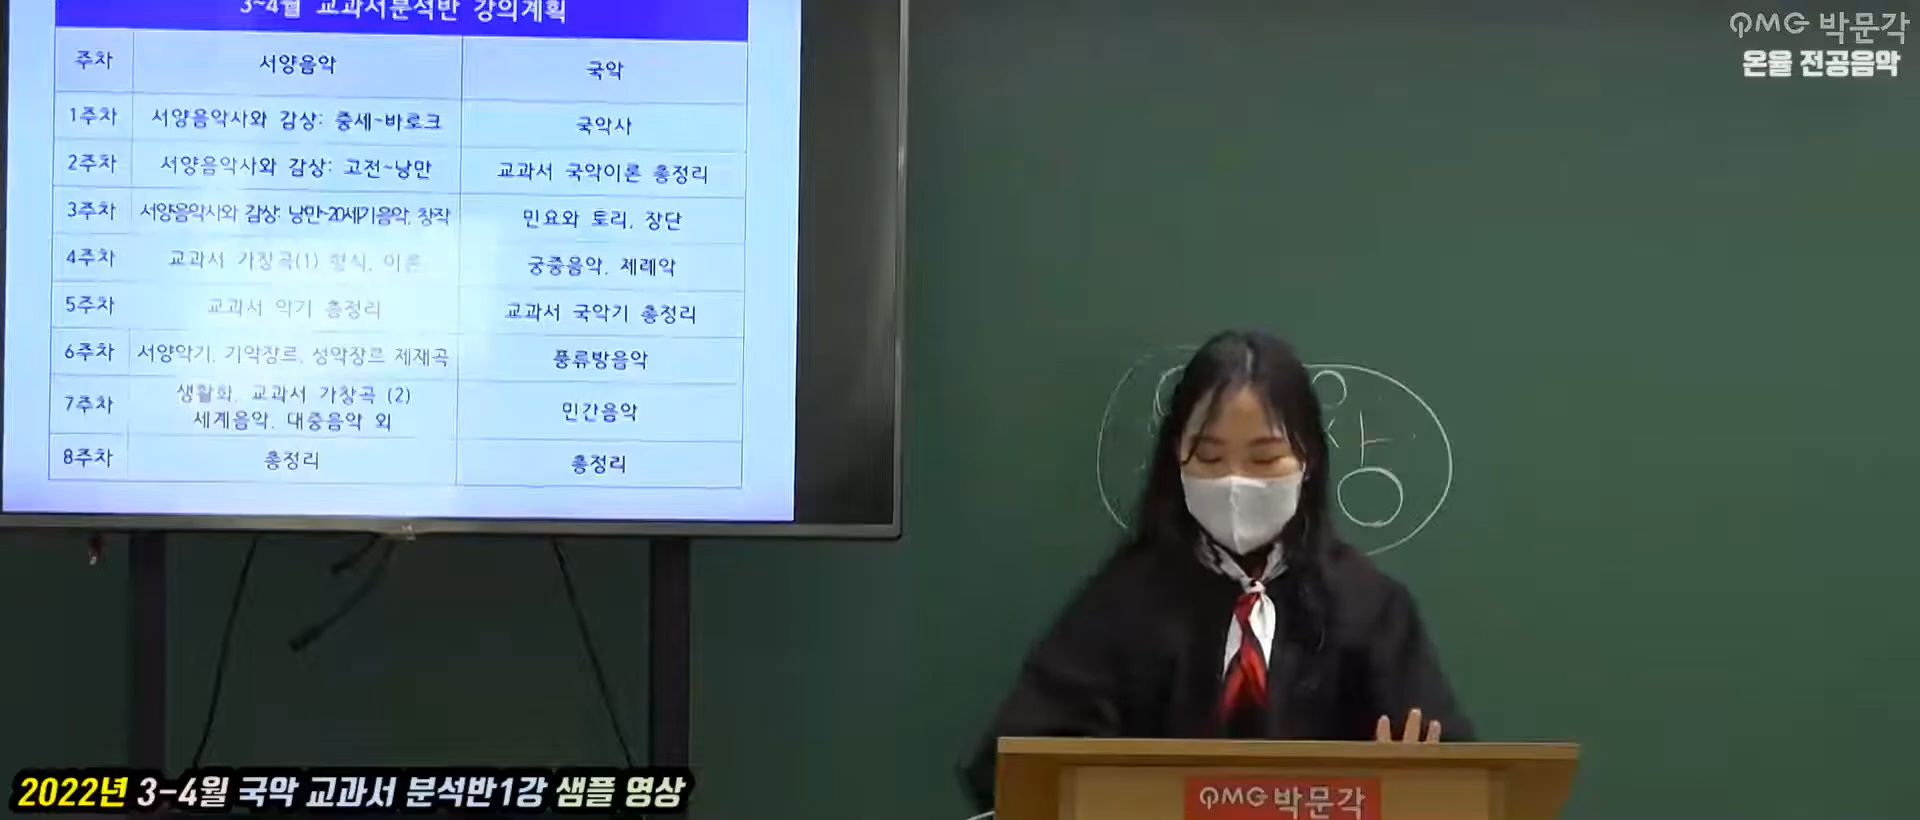 3~4월 교과서분석반 강의계획
주차 서양음악 국악
1주차 서양음악사와 감상: 중세~바로크 국악사
2주차 서양음악사와 감상: 고전~낭만 교과서 국악이론 총정리
3주차 서양음악사와 감상: 낭만~20세기음악, 창작 민요와 토리, 장단
4주차 교과서 가창곡(1) 형식, 이론 궁중음악, 제례악
5주차 교과서 악기 총정리 교과서 국악기 총정리
6주차 서양악기, 기악장르, 성악장르 제재곡 풍류방음악
7주차 생활화, 교과서 가창곡 (2)
세계음악, 대중음악 외 민간음악
8주차 총정리 총정리
PMG 박문각
온율 전공음악
PMG 박문각
2022년 3-4월 국악 교과서 분석반1강 샘플 영상